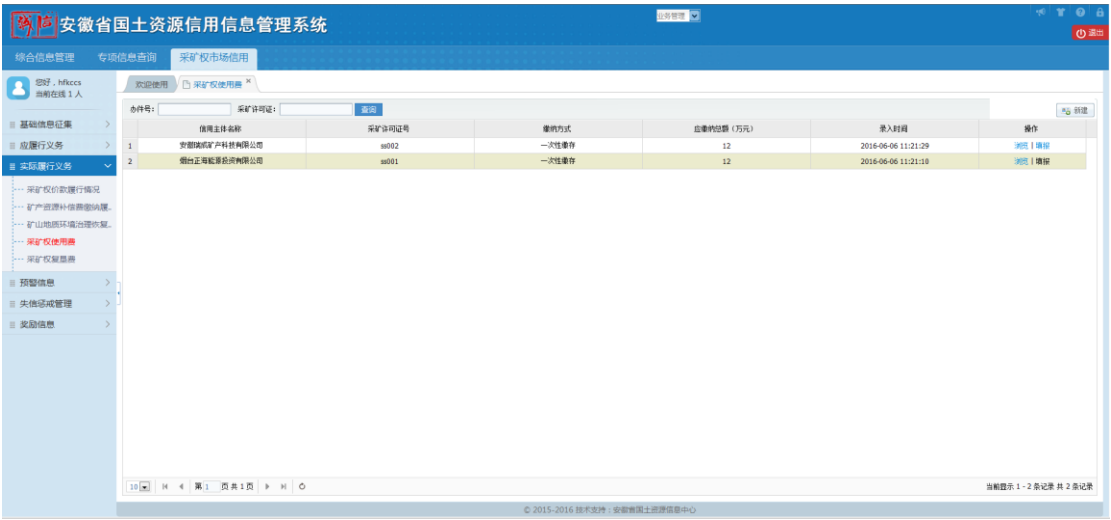 诚信 安徽省国土资源信用信息管理系统
业务管理
退出
综合信息管理 专项信息查询 采矿权市场信用
您好，hfkccs
当前在线 1 人
欢迎使用 采矿权使用费 ×
办件号： 采矿许可证： 查询 新建
信用主体名称 采矿许可证号 缴纳方式 应缴纳总额（万元） 录入时间 操作
1 ss002 一次性缴存 12 2016-06-06 11:21:29 浏览 | 填报
2 烟台正海能源投资有限公司 ss001 一次性缴存 12 2016-06-06 11:21:18 浏览 | 填报
基础信息征集
应履行义务
实际履行义务
采矿权价款履行情况
矿产资源补偿费缴纳履..
矿山地质环境治理恢复..
采矿权使用费
采矿权复垦费
预警信息
失信惩戒管理
奖励信息
10 第 1 页 共 1 页 当前显示 1 - 2 条记录 共 2 条记录
© 2015-2016 技术支持：安徽省国土资源信息中心